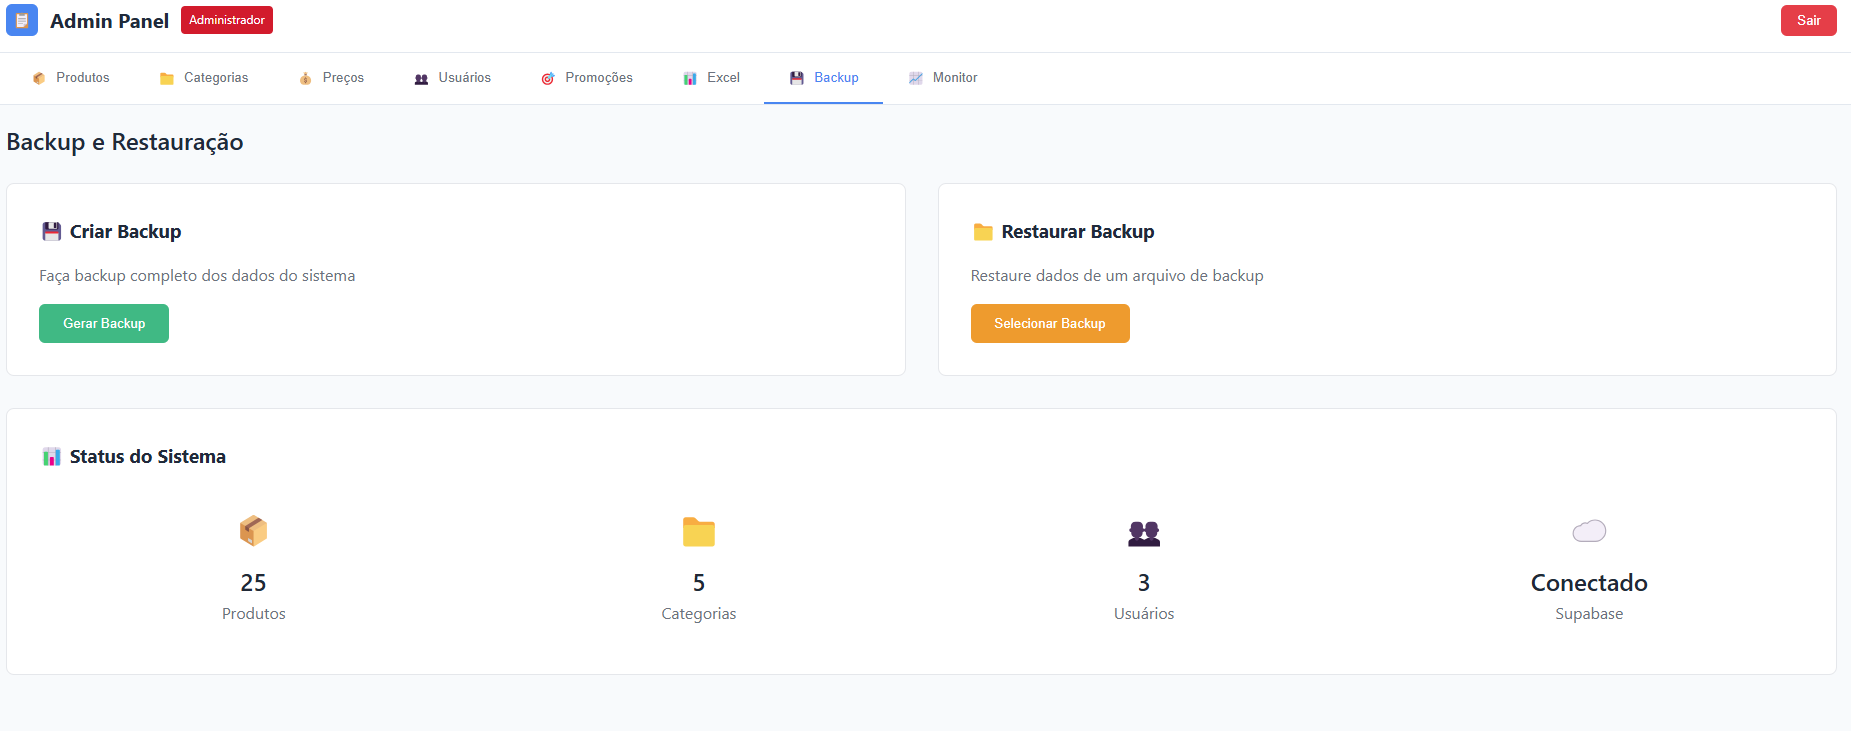 Admin Panel
Administrador
Sair
Produtos
Categorias
Preços
Usuários
Promoções
Excel
Backup
Monitor
Backup e Restauração
Criar Backup
Faça backup completo dos dados do sistema
Gerar Backup
Restaurar Backup
Restaure dados de um arquivo de backup
Selecionar Backup
Status do Sistema
25
Produtos
5
Categorias
3
Usuários
Conectado
Supabase